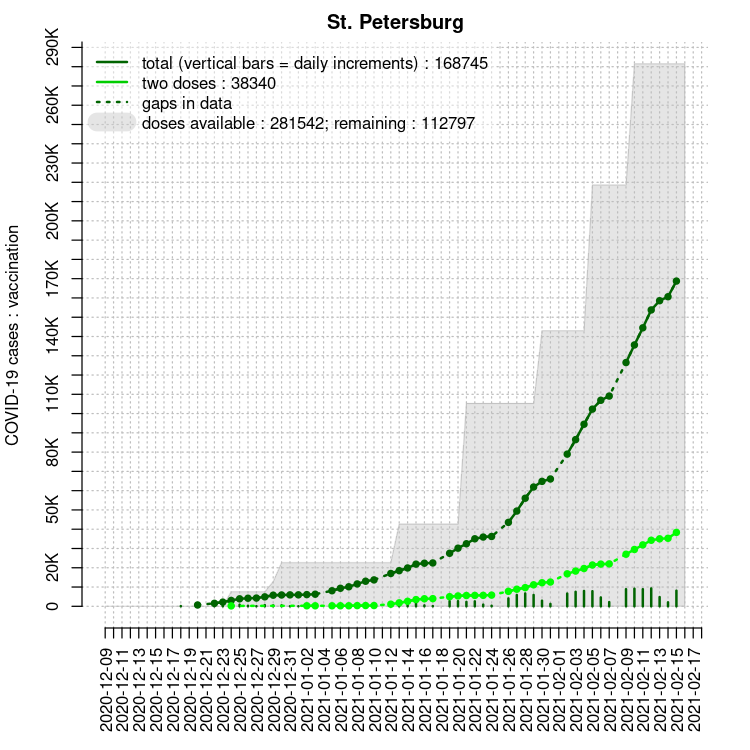 St. Petersburg
total (vertical bars = daily increments) : 168745
two doses : 38340
gaps in data
doses available : 281542; remaining : 112797
COVID-19 cases : vaccination
290K
260K
230K
200K
170K
140K
110K
80K
50K
20K
0
2020-12-09
2020-12-11
2020-12-13
2020-12-15
2020-12-17
2020-12-19
2020-12-21
2020-12-23
2020-12-25
2020-12-27
2020-12-29
2020-12-31
2021-01-02
2021-01-04
2021-01-06
2021-01-08
2021-01-10
2021-01-12
2021-01-14
2021-01-16
2021-01-18
2021-01-20
2021-01-22
2021-01-24
2021-01-26
2021-01-28
2021-01-30
2021-02-01
2021-02-03
2021-02-05
2021-02-07
2021-02-09
2021-02-11
2021-02-13
2021-02-15
2021-02-17